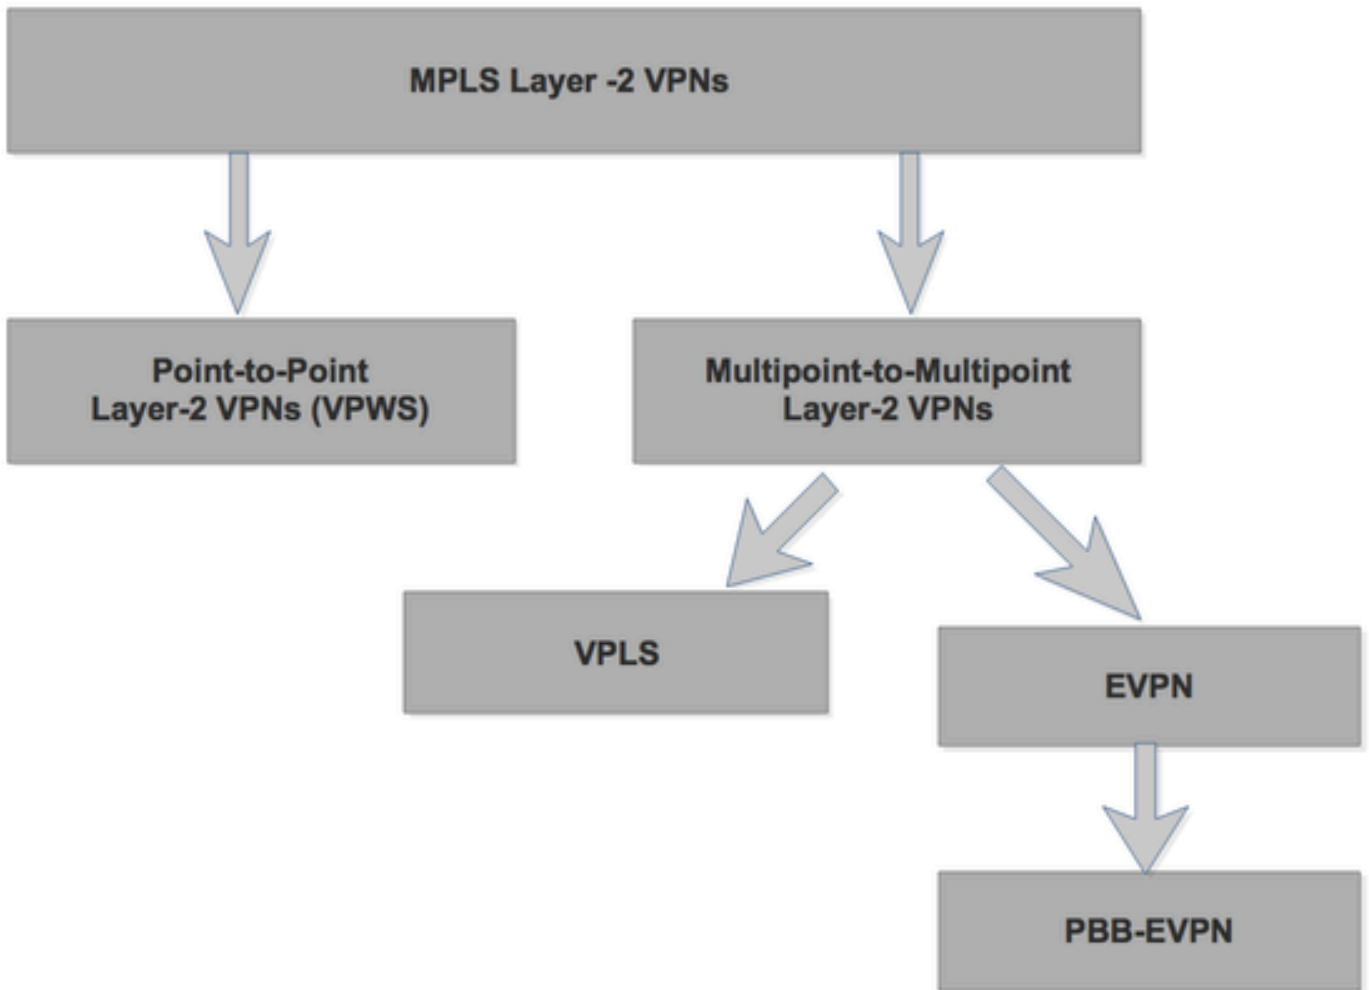 MPLS Layer -2 VPNs
Point-to-Point
Layer-2 VPNs (VPWS)
Multipoint-to-Multipoint
Layer-2 VPNs
VPLS
EVPN
PBB-EVPN